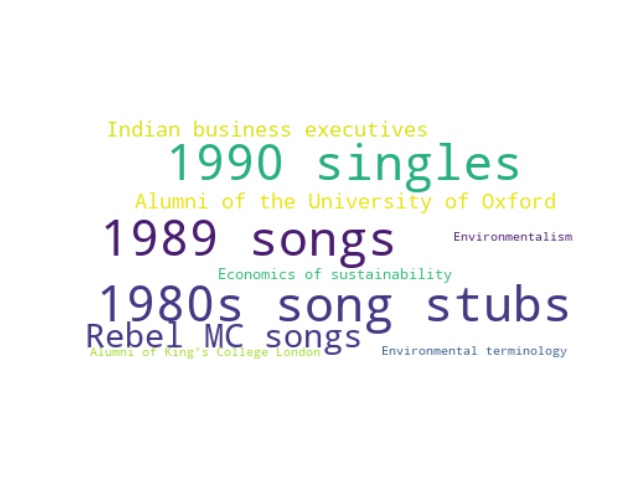 Indian business executives
1990 singles
Alumni of the University of Oxford
1989 songs
Environmentalism
Economics of sustainability
1980s song stubs
Rebel MC songs
Alumni of King's College London
Environmental terminology